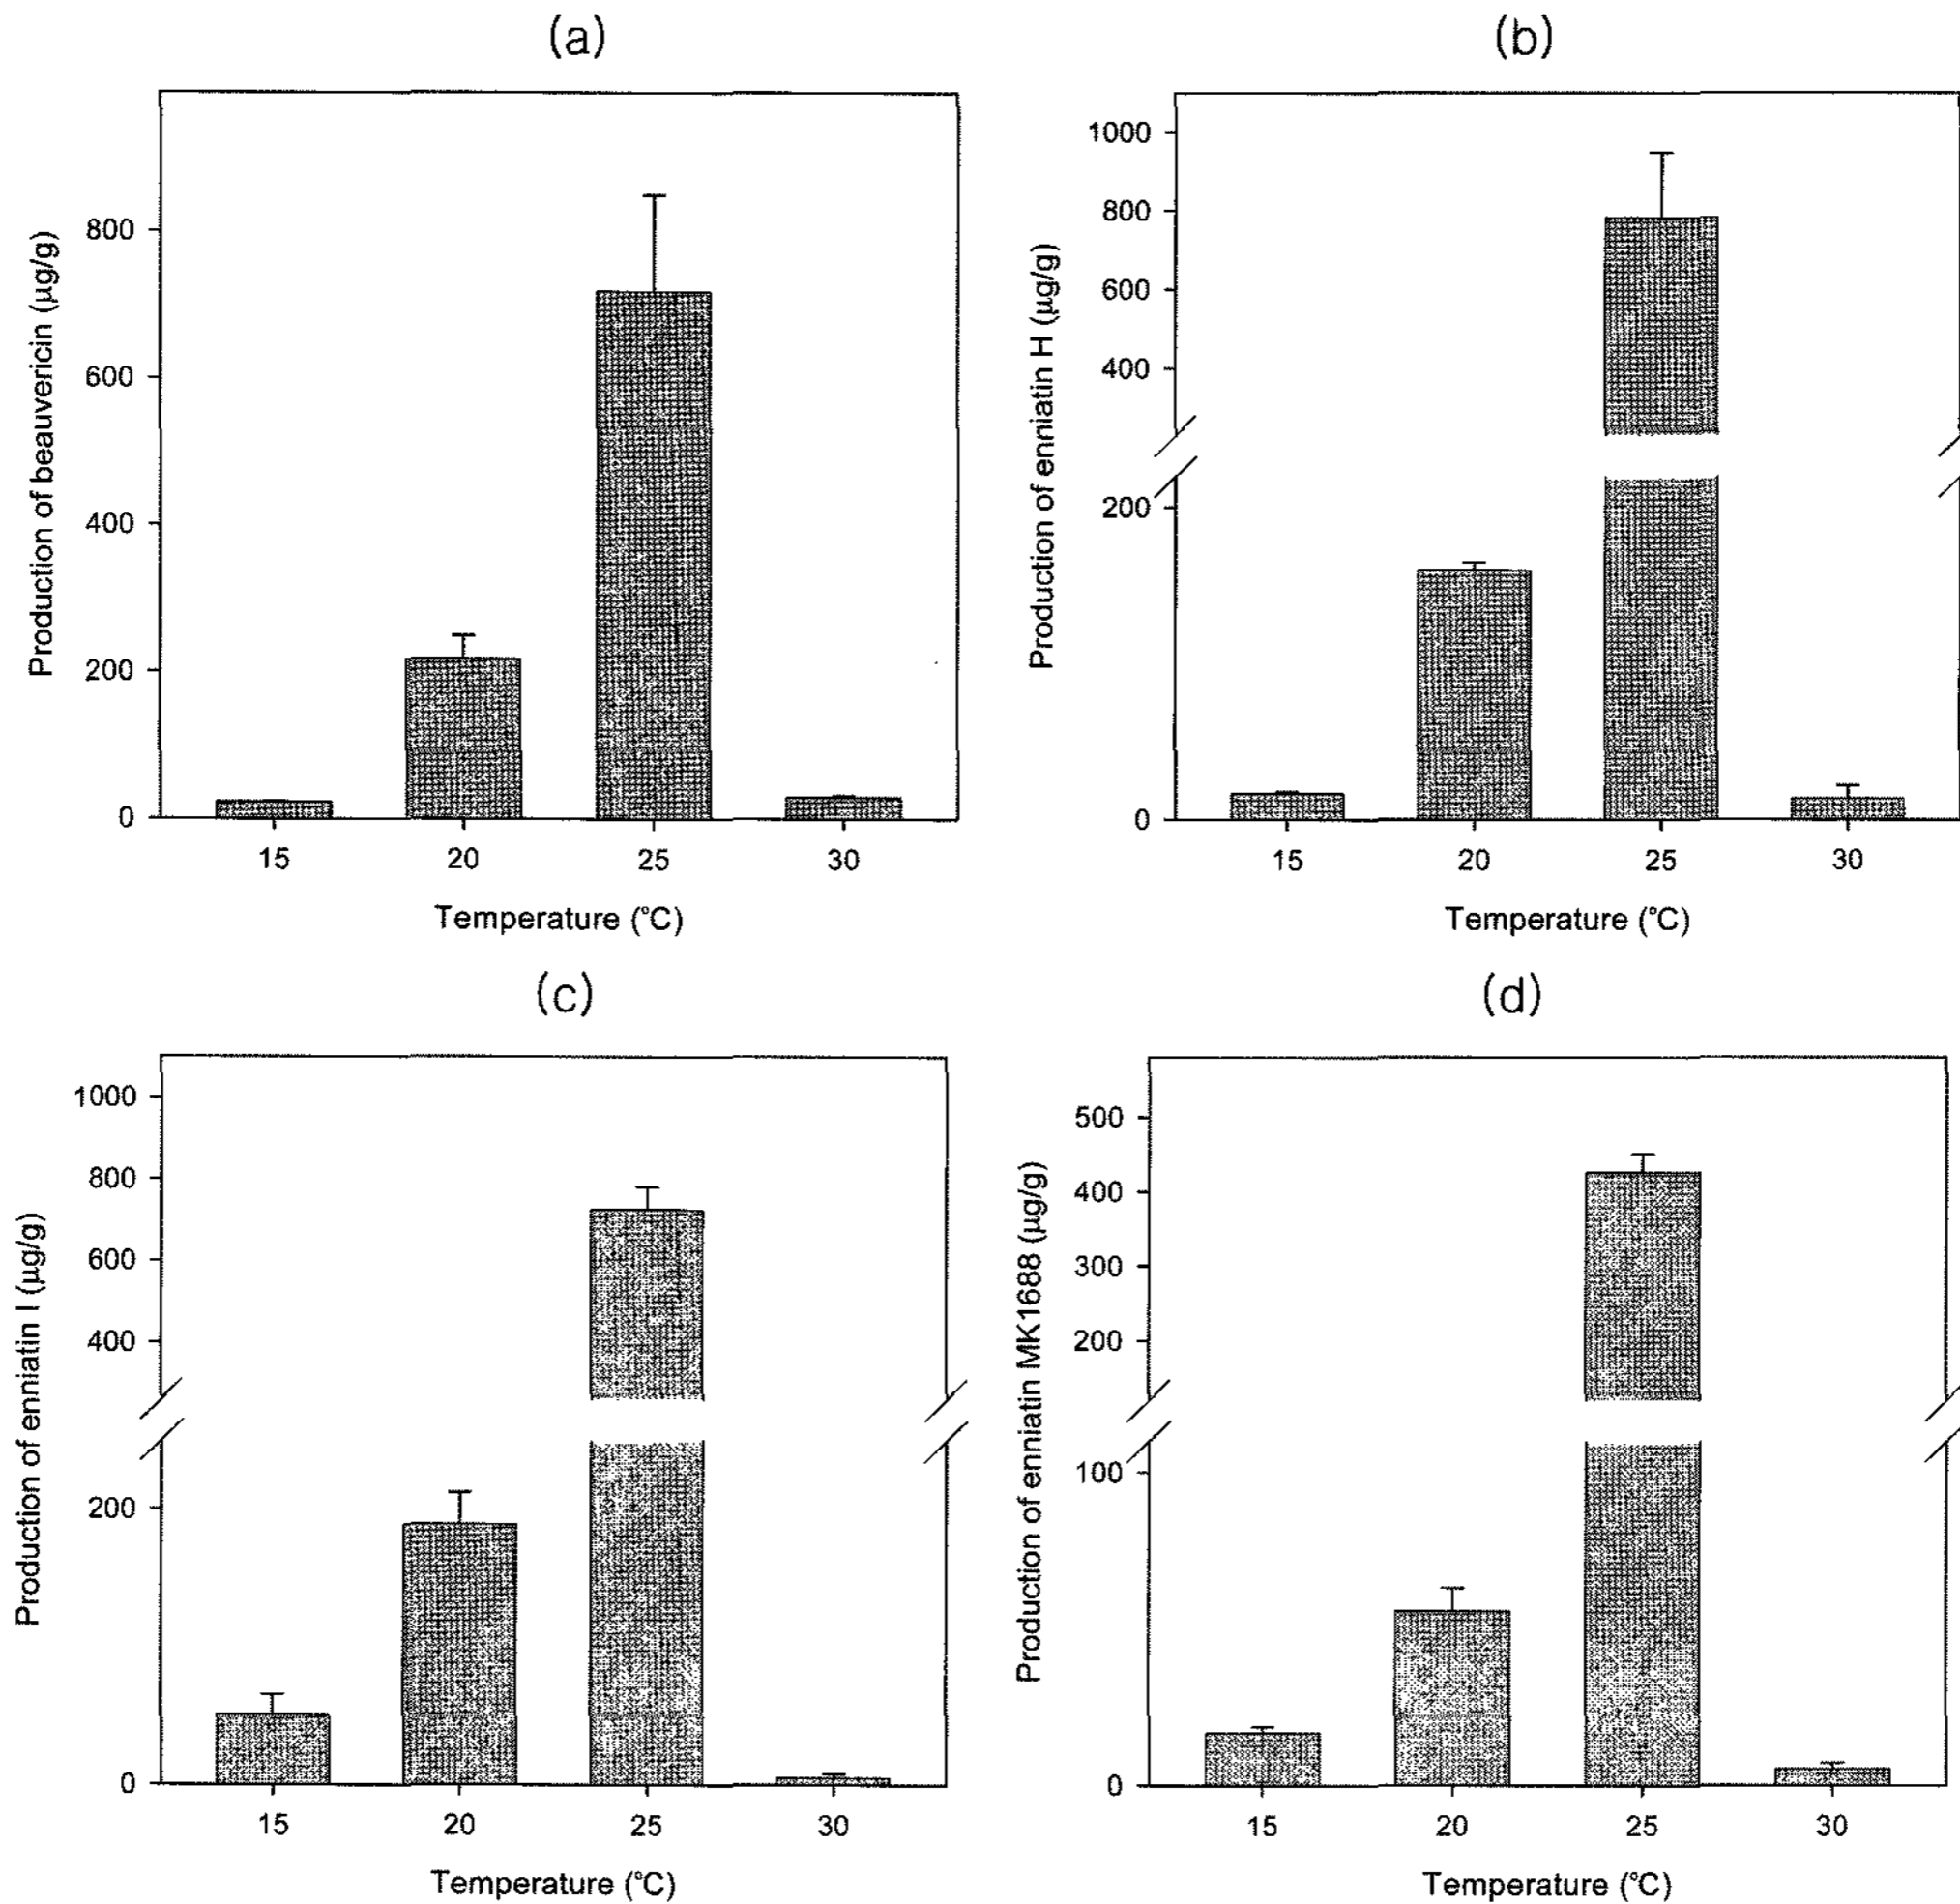 (a)
Production of beauvericin (μg/g)
800
600
400
200
0
15 20 25 30
Temperature (°C)
(b)
Production of enniatin H (μg/g)
1000
800
600
400
200
0
15 20 25 30
Temperature (°C)
(c)
Production of enniatin I (μg/g)
1000
800
600
400
200
0
15 20 25 30
Temperature (°C)
(d)
Production of enniatin MK1688 (μg/g)
500
400
300
200
100
0
15 20 25 30
Temperature (°C)